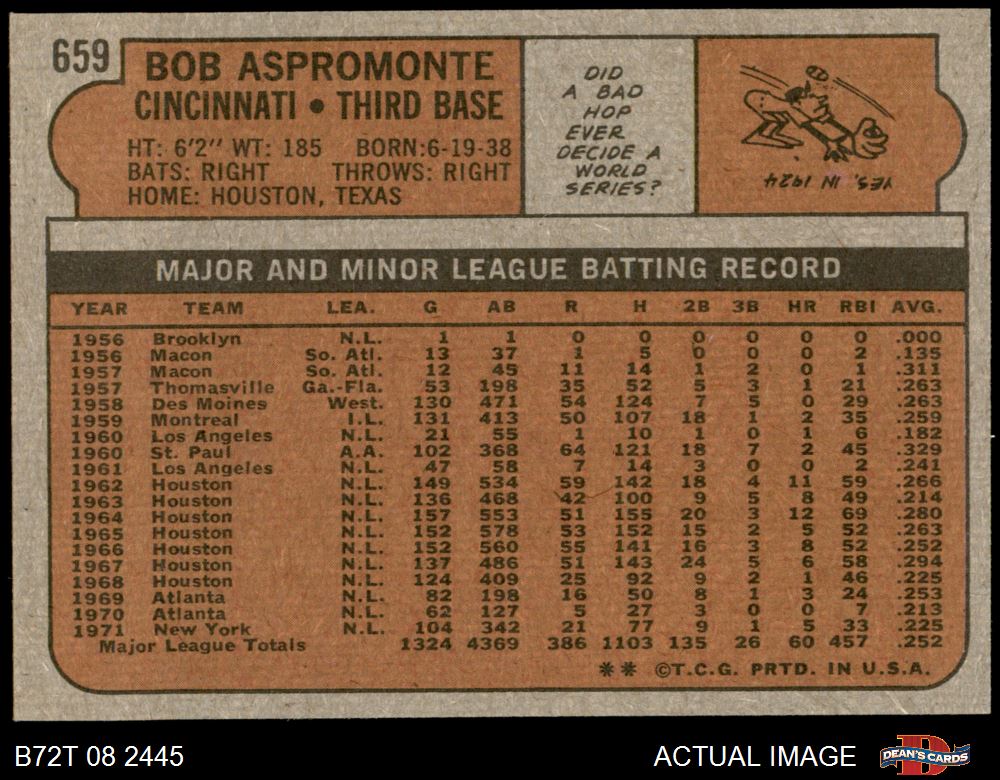 659
BOB ASPROMONTE
CINCINNATI • THIRD BASE
HT: 6'2" WT: 185 BORN: 6-19-38
BATS: RIGHT THROWS: RIGHT
HOME: HOUSTON, TEXAS
DID
A BAD
HOP
EVER
DECIDE A
WORLD
SERIES?
YES, IN 1924
MAJOR AND MINOR LEAGUE BATTING RECORD
YEAR TEAM LEA. G AB R H 2B 3B HR RBI AVG.
1956 Brooklyn N.L. 1 1 0 0 0 0 0 0 .000
1956 Macon So. Atl. 13 37 1 5 0 0 0 2 .135
1957 Macon So. Atl. 12 45 11 14 1 2 0 1 .311
1957 Thomasville Ga.-Fla. 53 198 35 52 5 3 1 21 .263
1958 Des Moines West. 130 471 54 124 7 5 0 29 .263
1959 Montreal I.L. 131 413 50 107 18 1 2 35 .259
1960 Los Angeles N.L. 21 55 1 10 1 0 1 6 .182
1960 St. Paul A.A. 102 368 64 121 18 7 2 45 .329
1961 Los Angeles N.L. 47 58 7 14 3 0 0 2 .241
1962 Houston N.L. 149 534 59 142 18 4 11 59 .266
1963 Houston N.L. 136 468 42 100 9 5 8 49 .214
1964 Houston N.L. 157 553 51 155 20 3 12 69 .280
1965 Houston N.L. 152 578 53 152 15 2 5 52 .263
1966 Houston N.L. 152 560 55 141 16 3 8 52 .252
1967 Houston N.L. 137 486 51 143 24 5 6 58 .294
1968 Houston N.L. 124 409 25 92 9 2 1 46 .225
1969 Atlanta N.L. 82 198 16 50 8 1 3 24 .253
1970 Atlanta N.L. 62 127 5 27 3 0 0 7 .213
1971 New York N.L. 104 342 21 77 9 1 5 33 .225
Major League Totals 1324 4369 386 1103 135 26 60 457 .252
** ©T.C.G. PRTD. IN U.S.A.
B72T 08 2445
ACTUAL IMAGE
DEAN'S CARDS